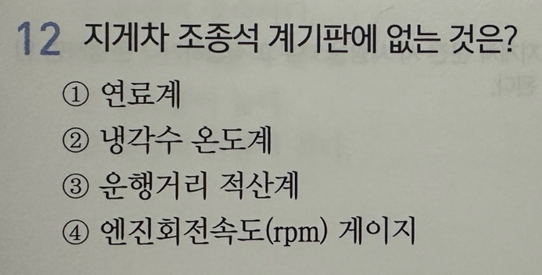 12 지게차 조종석 계기판에 없는 것은?
① 연료계
② 냉각수 온도계
③ 운행거리 적산계
④ 엔진회전속도(rpm) 게이지